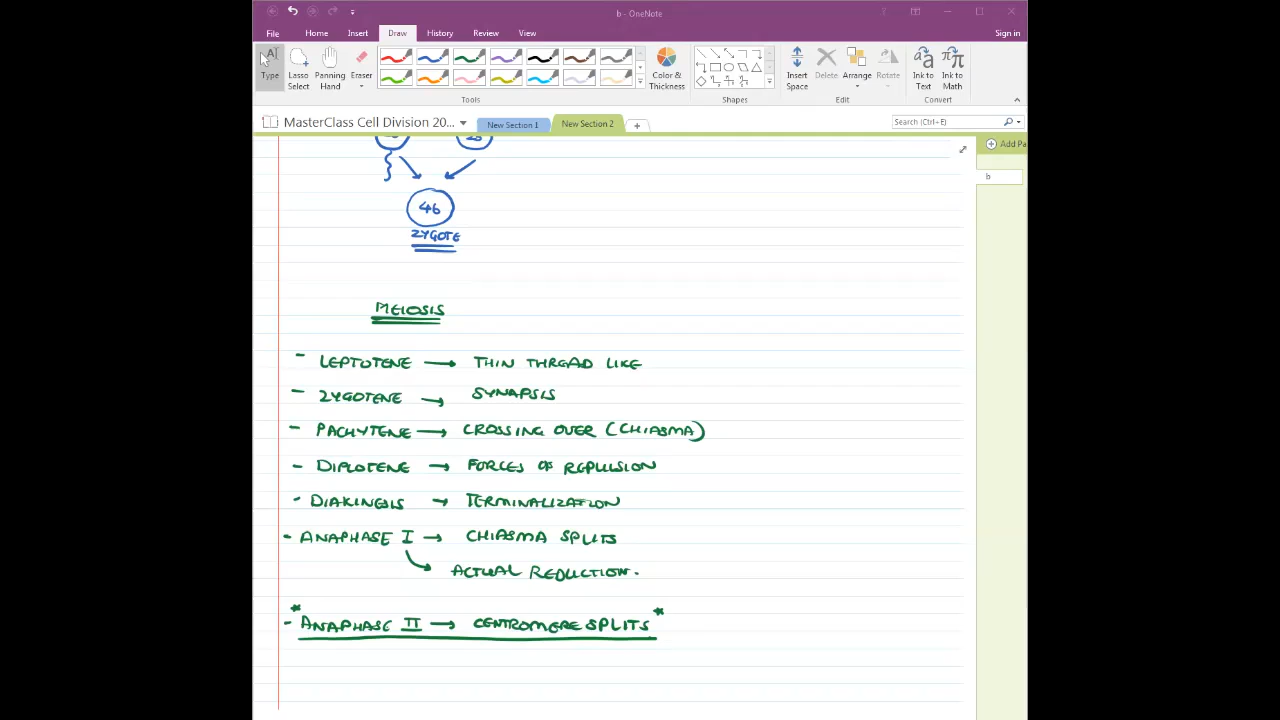 b - OneNote
Sign in
File Home Insert Draw History Review View
Type
Lasso Select
Panning Hand
Eraser
Color & Thickness
Insert Space
Delete
Arrange
Rotate
Ink to Text
Ink to Math
Tools
Shapes
Edit
Convert
MasterClass Cell Division 20...
New Section 1
New Section 2
Search (Ctrl+E)
Add Pa
b
46
ZYGOTE
MEIOSIS
- LEPTOTENE → THIN THREAD LIKE
- ZYGOTENE → SYNAPSIS
- PACHYTENE → CROSSING OVER (CHIASMA)
- DIPLOTENE → FORCES OF REPULSION
- DIAKINESIS → TERMINALIZATION
- ANAPHASE I → CHIASMA SPLITS
→ ACTUAL REDUCTION.
* - ANAPHASE II → CENTROMERE SPLITS *